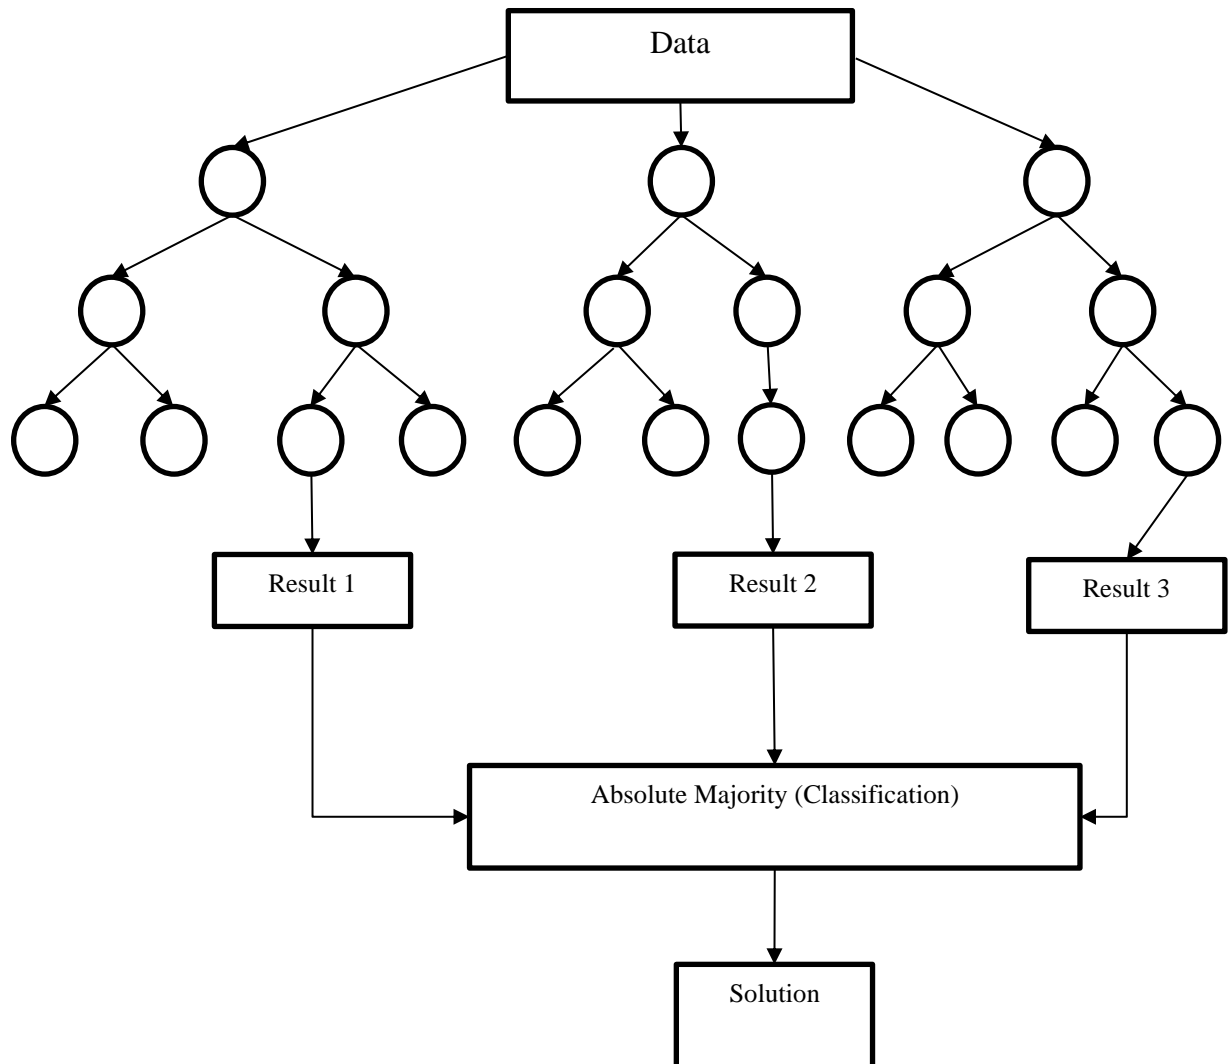 Data
Result 1
Result 2
Result 3
Absolute Majority (Classification)
Solution